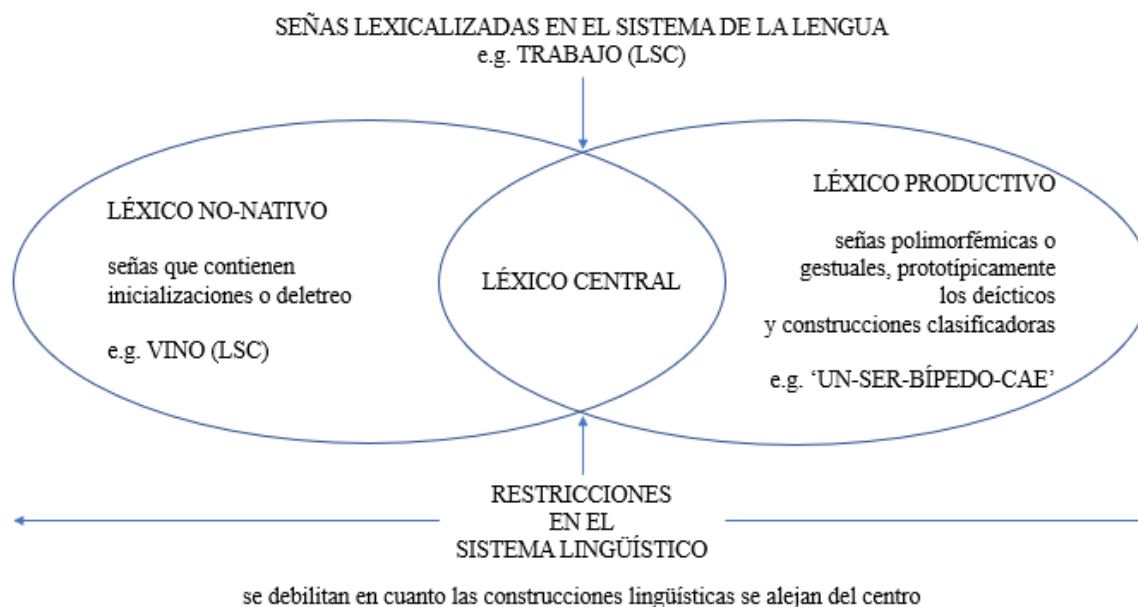 SEÑAS LEXICALIZADAS EN EL SISTEMA DE LA LENGUA
e.g. TRABAJO (LSC)
LÉXICO NO-NATIVO
señas que contienen
inicializaciones o deletreo
e.g. VINO (LSC)
LÉXICO CENTRAL
LÉXICO PRODUCTIVO
señas polimorfémicas o
gestuales, prototípicamente
los deícticos
y construcciones clasificadoras
e.g. ‘UN-SER-BÍPEDO-CAE’
RESTRICCIONES
EN EL
SISTEMA LINGÜÍSTICO
se debilitan en cuanto las construcciones lingüísticas se alejan del centro